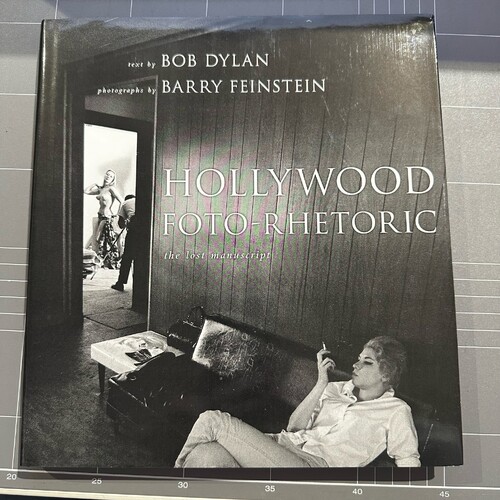 text by BOB DYLAN
photographs by BARRY FEINSTEIN
HOLLYWOOD
FOTO-RHETORIC
the lost manuscript
20 25 30 35 40 45